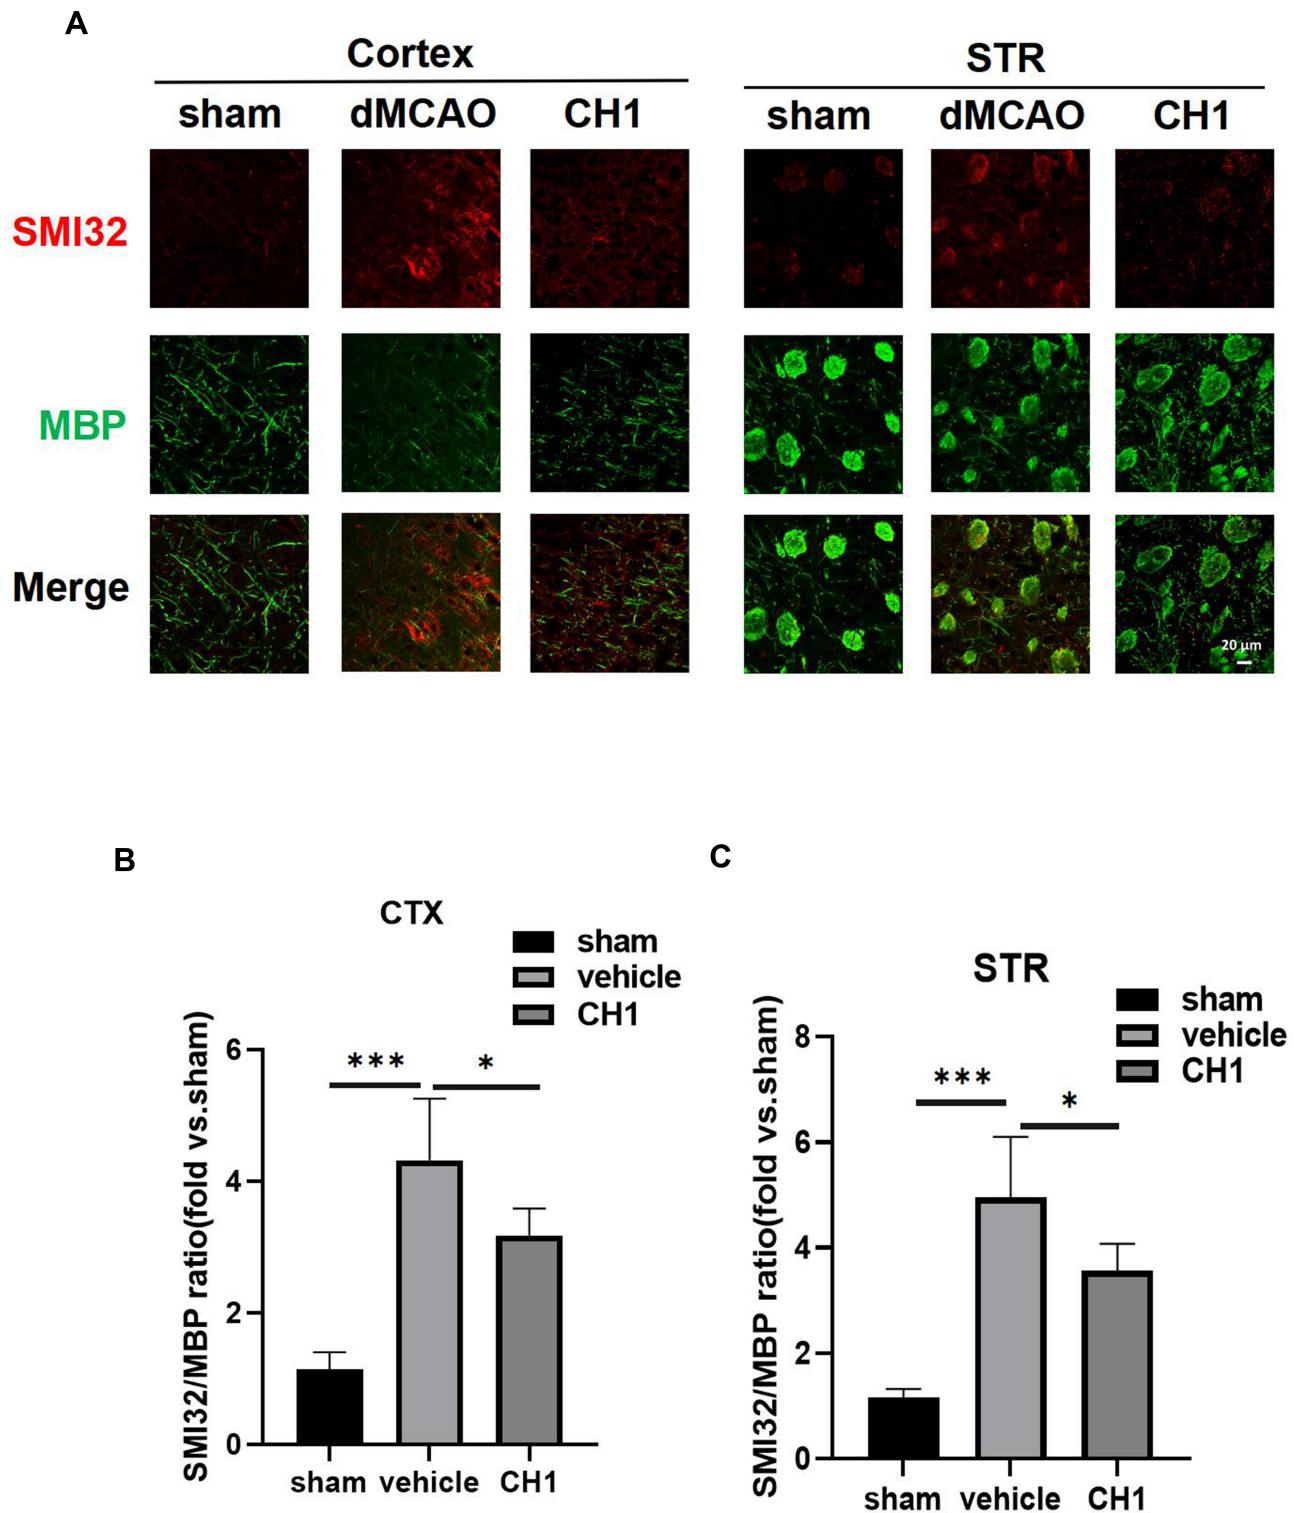 A
Cortex
STR
sham dMCAO CH1
sham dMCAO CH1
SMI32
MBP
Merge
20 µm
B
CTX
sham
vehicle
CH1
SMI32/MBP ratio(fold vs.sham)
6
4
2
0
***
*
sham vehicle CH1
C
STR
sham
vehicle
CH1
SMI32/MBP ratio(fold vs.sham)
8
6
4
2
0
***
*
sham vehicle CH1